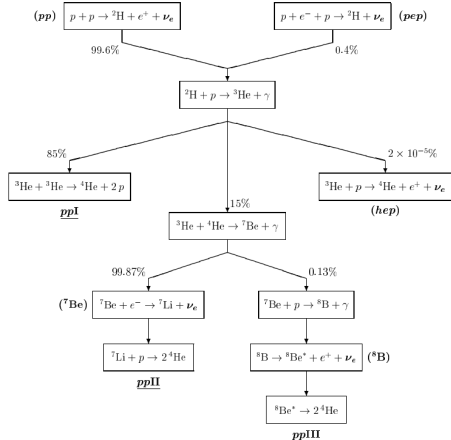 (pp) p + p → ²H + e⁺ + νₑ p + e⁻ + p → ²H + νₑ (pep)
99.6% 0.4%
²H + p → ³He + γ
85% 2 × 10⁻⁵%
³He + ³He → ⁴He + 2 p ³He + p → ⁴He + e⁺ + νₑ
ppI 15% (hep)
³He + ⁴He → ⁷Be + γ
99.87% 0.13%
(⁷Be) ⁷Be + e⁻ → ⁷Li + νₑ ⁷Be + p → ⁸B + γ
⁷Li + p → 2 ⁴He ⁸B → ⁸Be* + e⁺ + νₑ (⁸B)
ppII
⁸Be* → 2 ⁴He
ppIII